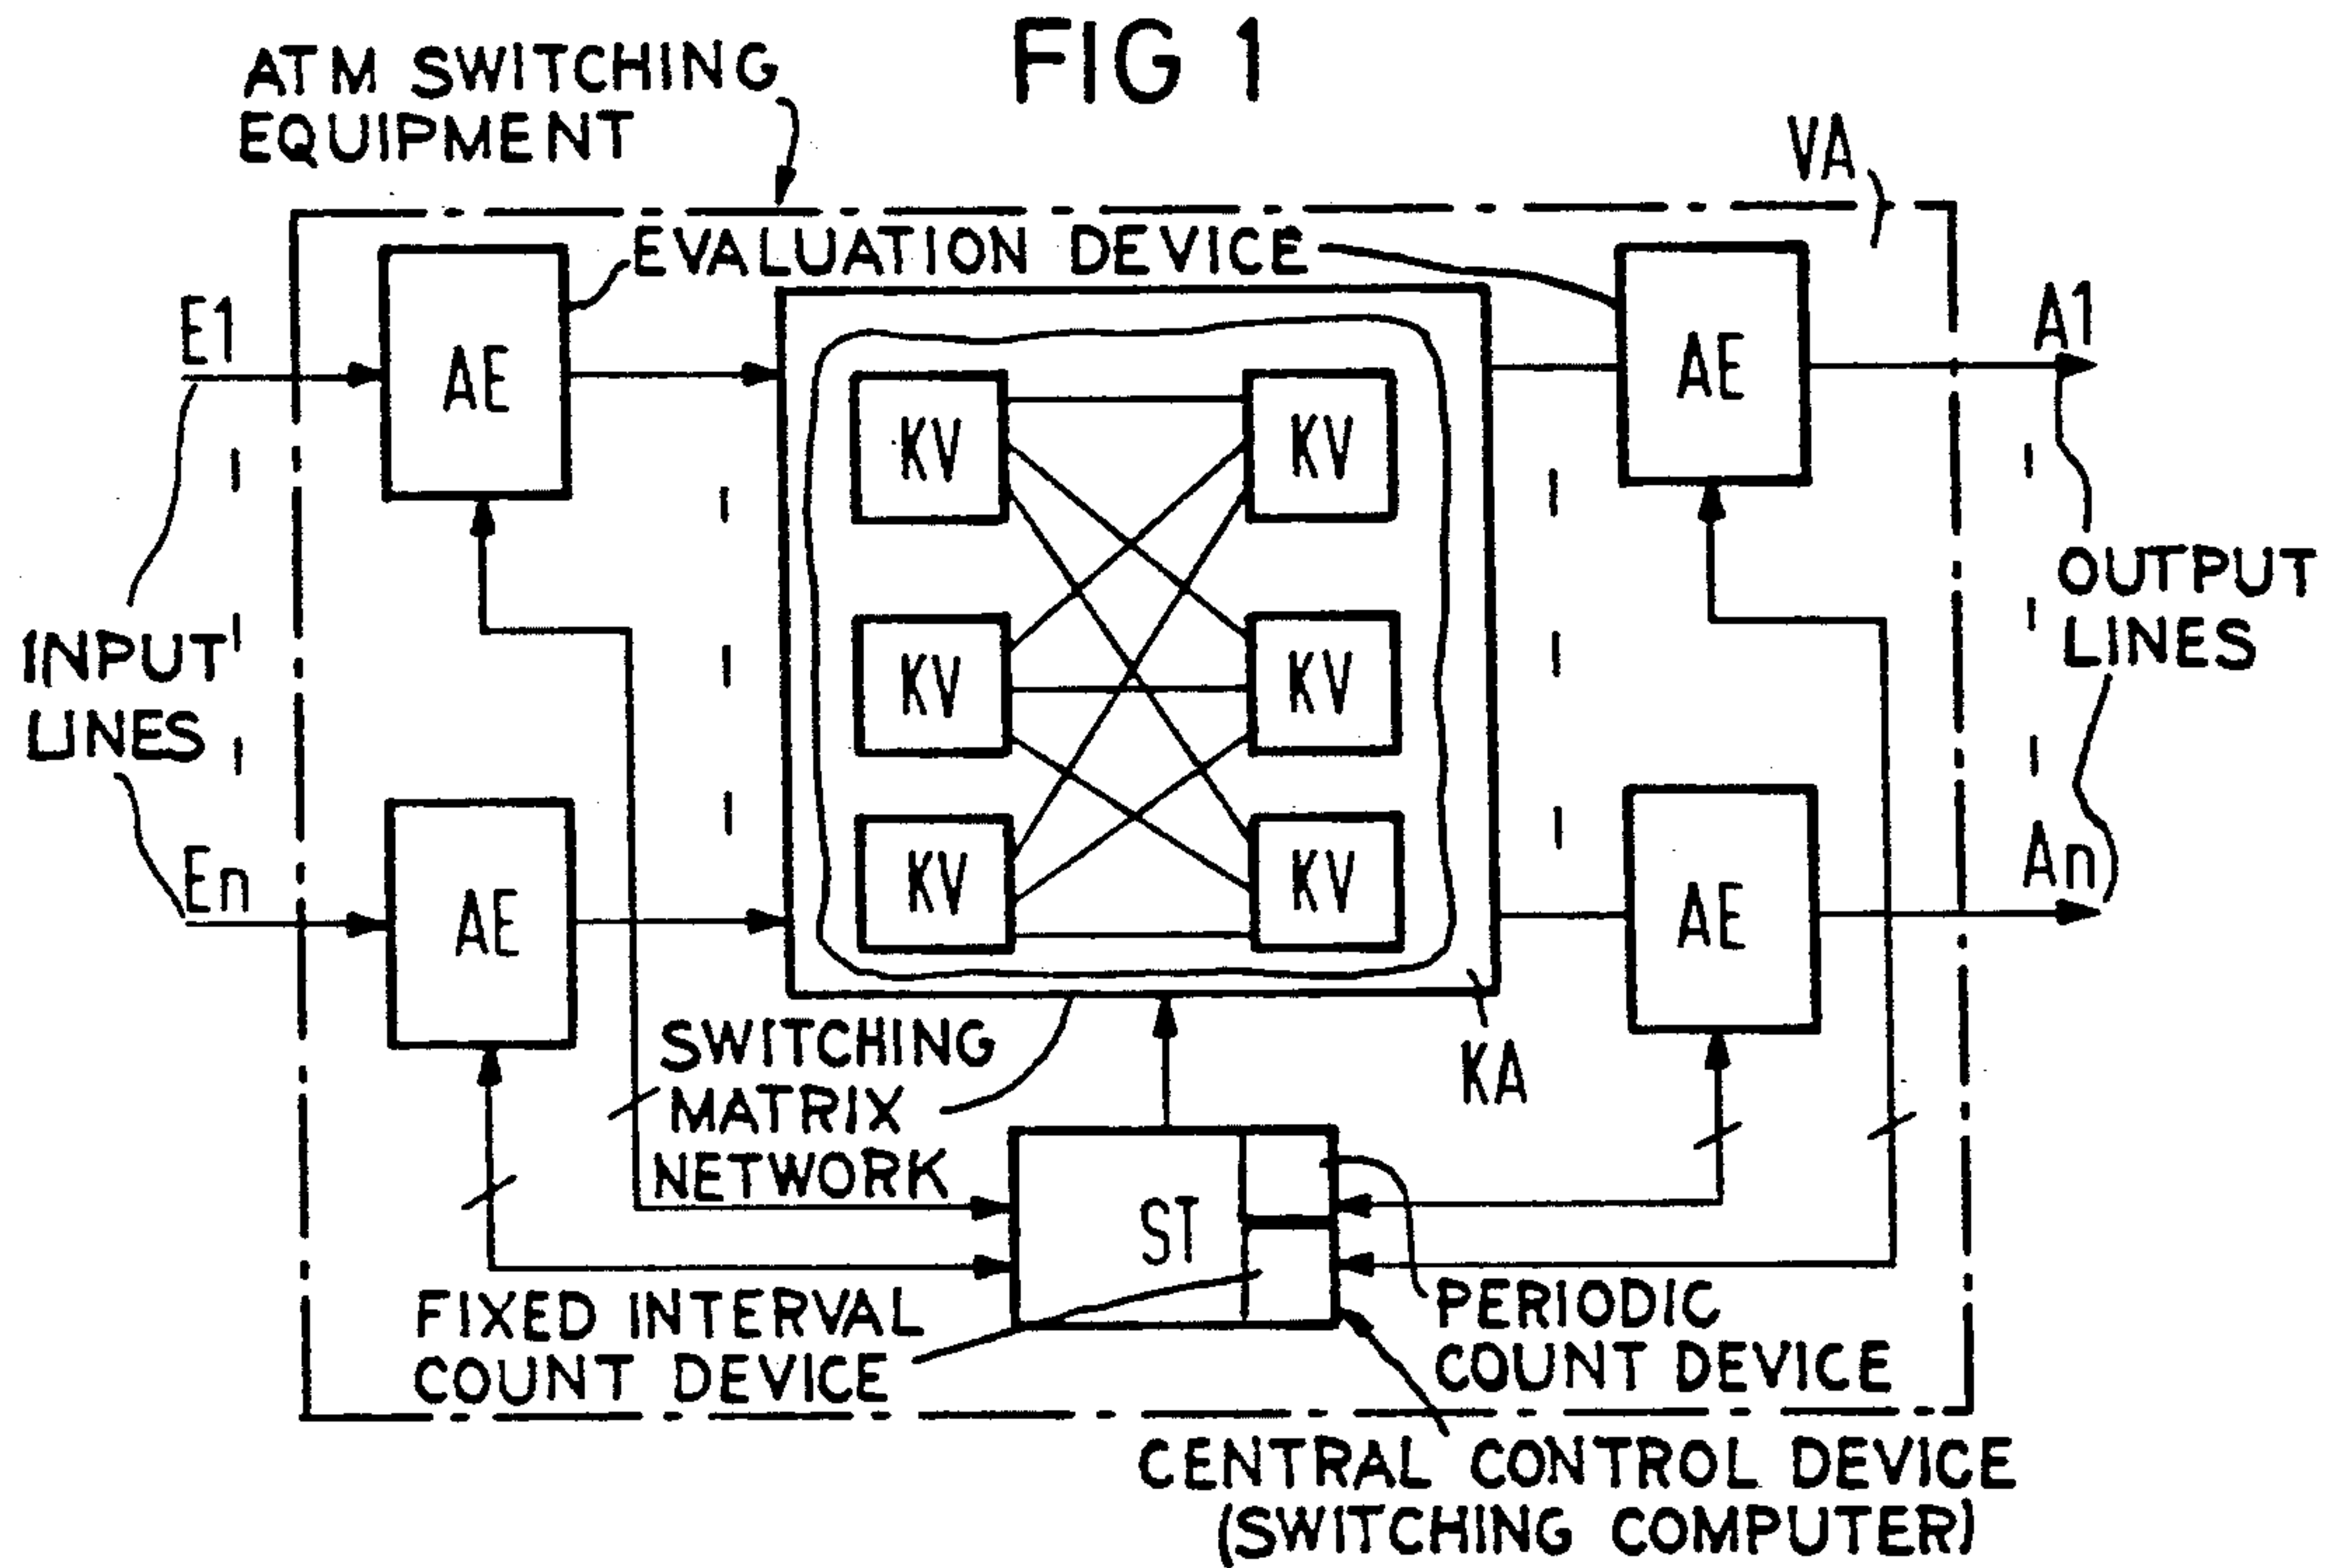 FIG 1
ATM SWITCHING
EQUIPMENT
VA
EVALUATION DEVICE
E1
AE
AE
A1
KV
KV
INPUT
LINES
KV
KV
OUTPUT
LINES
En
AE
KV
KV
AE
An
SWITCHING
MATRIX
NETWORK
KA
ST
FIXED INTERVAL
COUNT DEVICE
PERIODIC
COUNT DEVICE
CENTRAL CONTROL DEVICE
(SWITCHING COMPUTER)